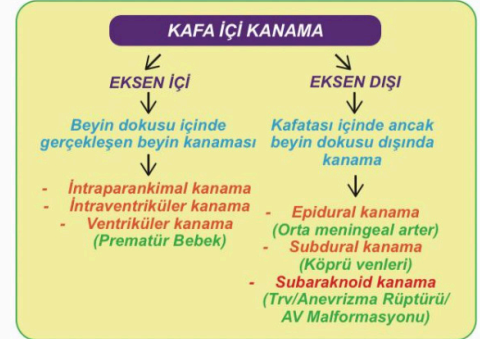 KAFA İÇİ KANAMA
EKSEN İÇİ
Beyin dokusu içinde
gerçekleşen beyin kanaması
- İntraparankimal kanama
- İntraventriküler kanama
- Ventriküler kanama
(Prematür Bebek)
EKSEN DIŞI
Kafatası içinde ancak
beyin dokusu dışında
kanama
- Epidural kanama
(Orta meningeal arter)
- Subdural kanama
(Köprü venleri)
- Subaraknoid kanama
(Trv/Anevrizma Rüptürü/
AV Malformasyonu)